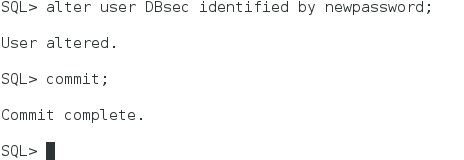 SQL> alter user DBsec identified by newpassword;
User altered.
SQL> commit;
Commit complete.
SQL>